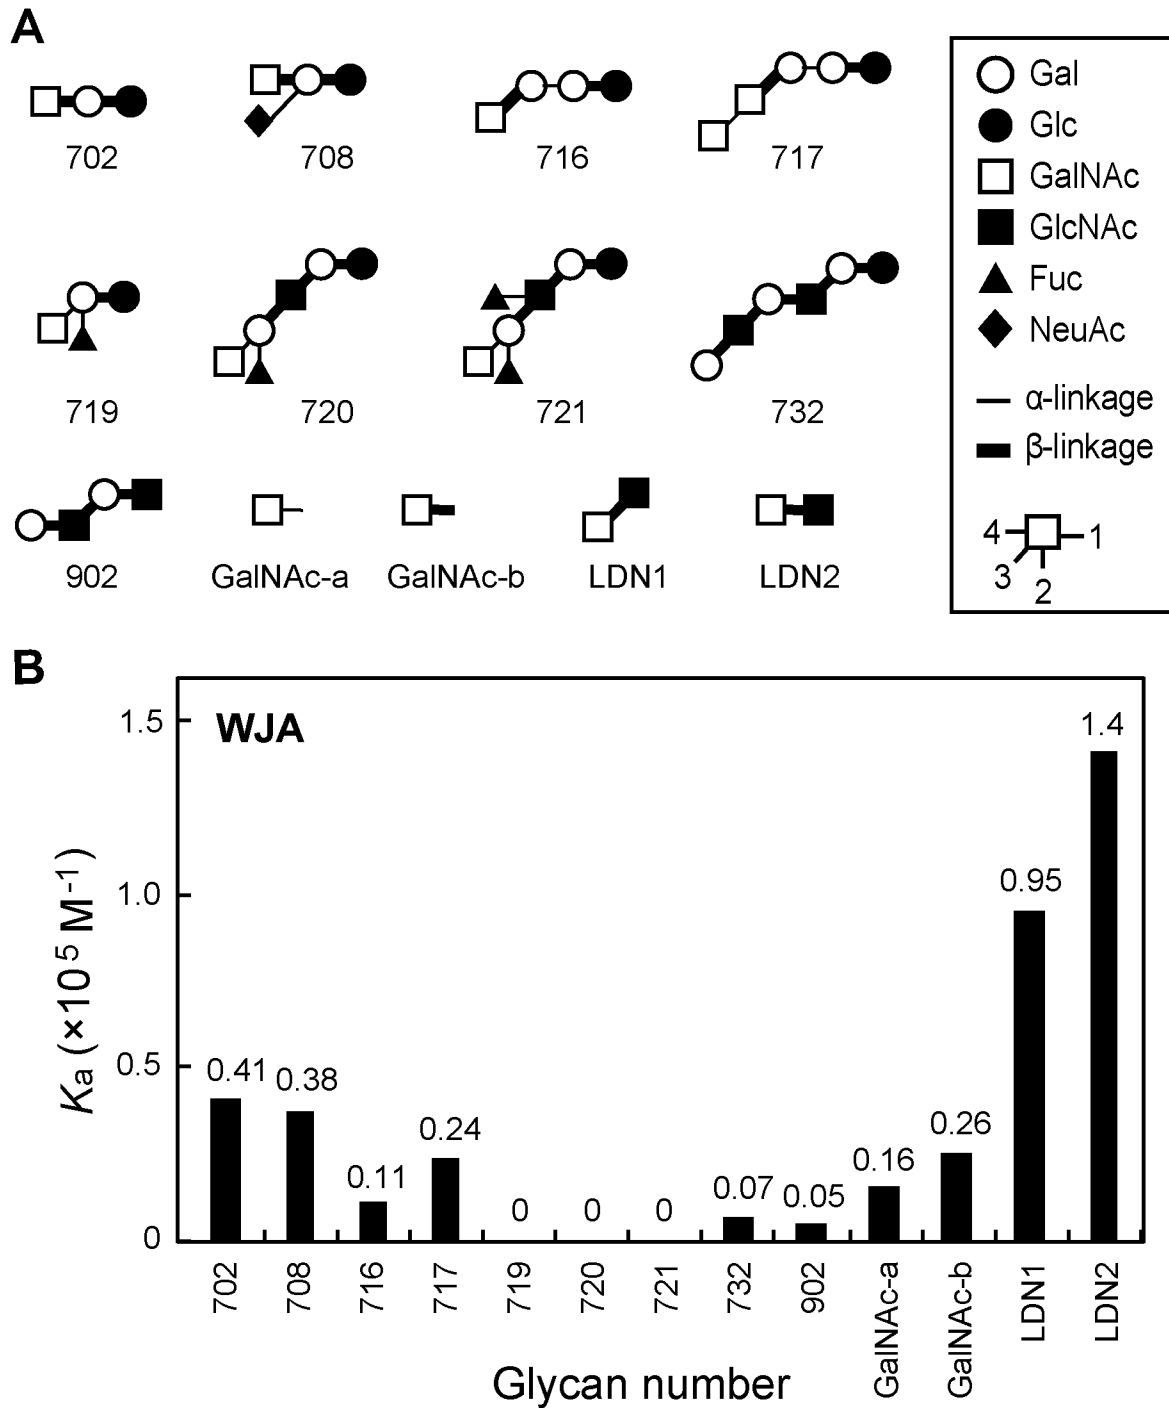 A
702
708
716
717
719
720
721
732
902
GalNAc-a
GalNAc-b
LDN1
LDN2
Gal
Glc
GalNAc
GlcNAc
Fuc
NeuAc
α-linkage
β-linkage
4
1
3
2
B
WJA
Ka (×10⁵ M⁻¹)
1.5
1.0
0.5
0
0.41
0.38
0.11
0.24
0
0
0
0.07
0.05
0.16
0.26
0.95
1.4
702
708
716
717
719
720
721
732
902
GalNAc-a
GalNAc-b
LDN1
LDN2
Glycan number